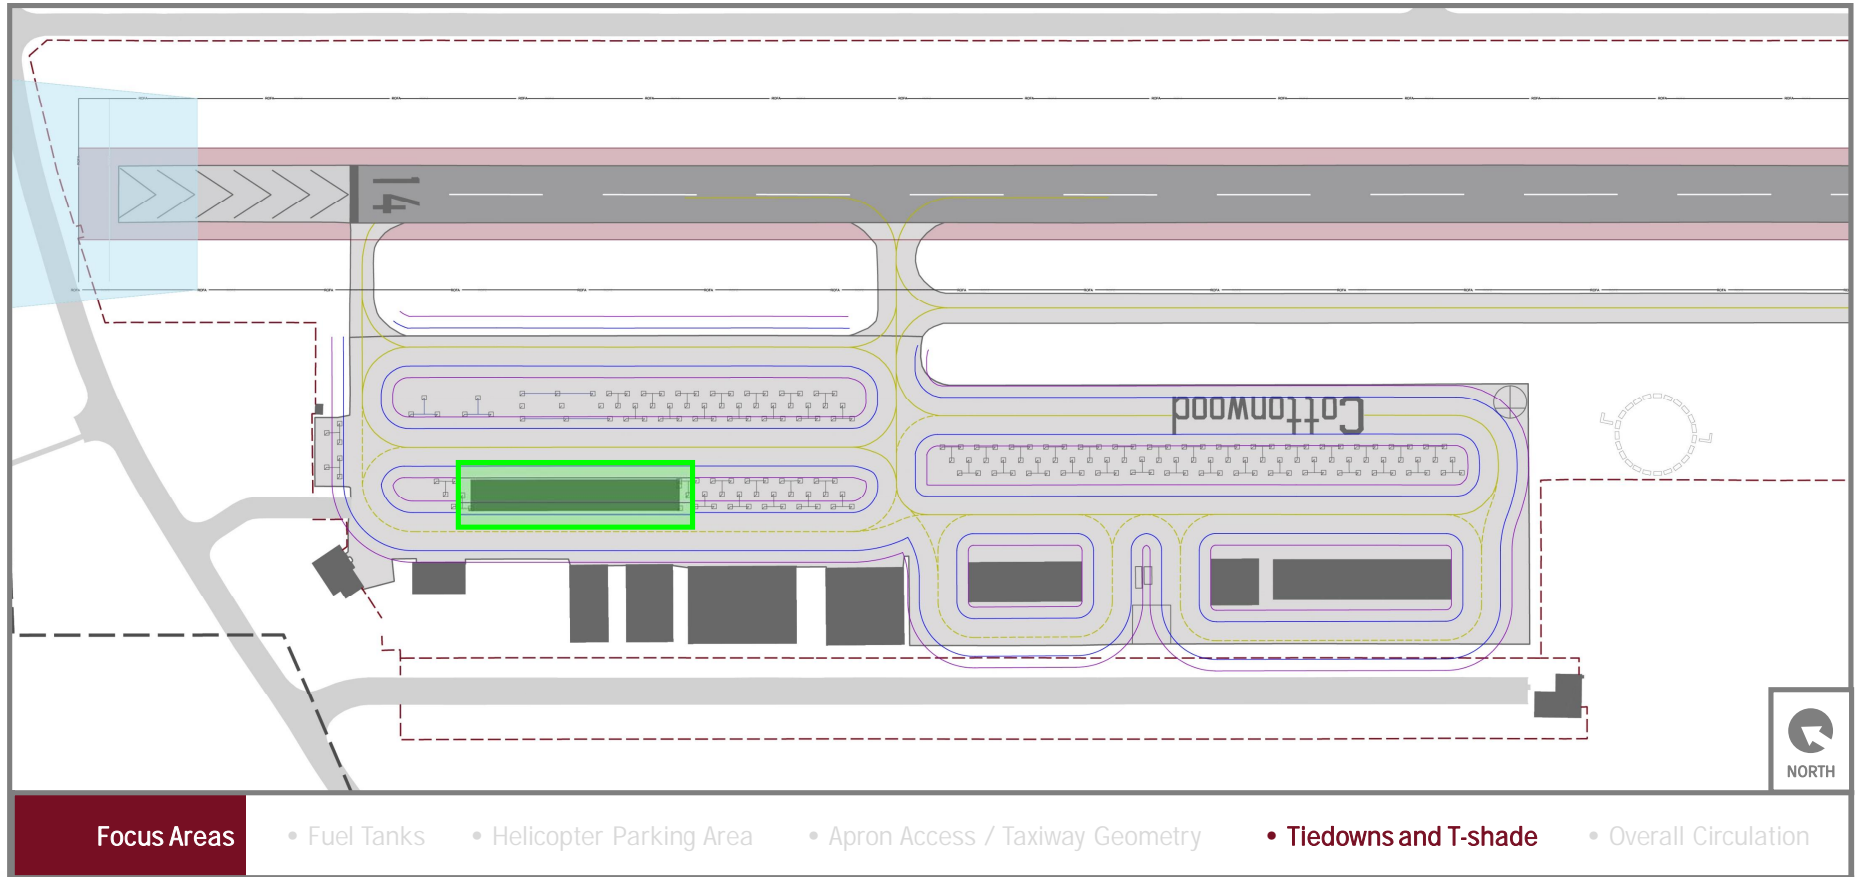 14
Cottonwood
NORTH
Focus Areas
• Fuel Tanks
• Helicopter Parking Area
• Apron Access / Taxiway Geometry
• Tiedowns and T-shade
• Overall Circulation